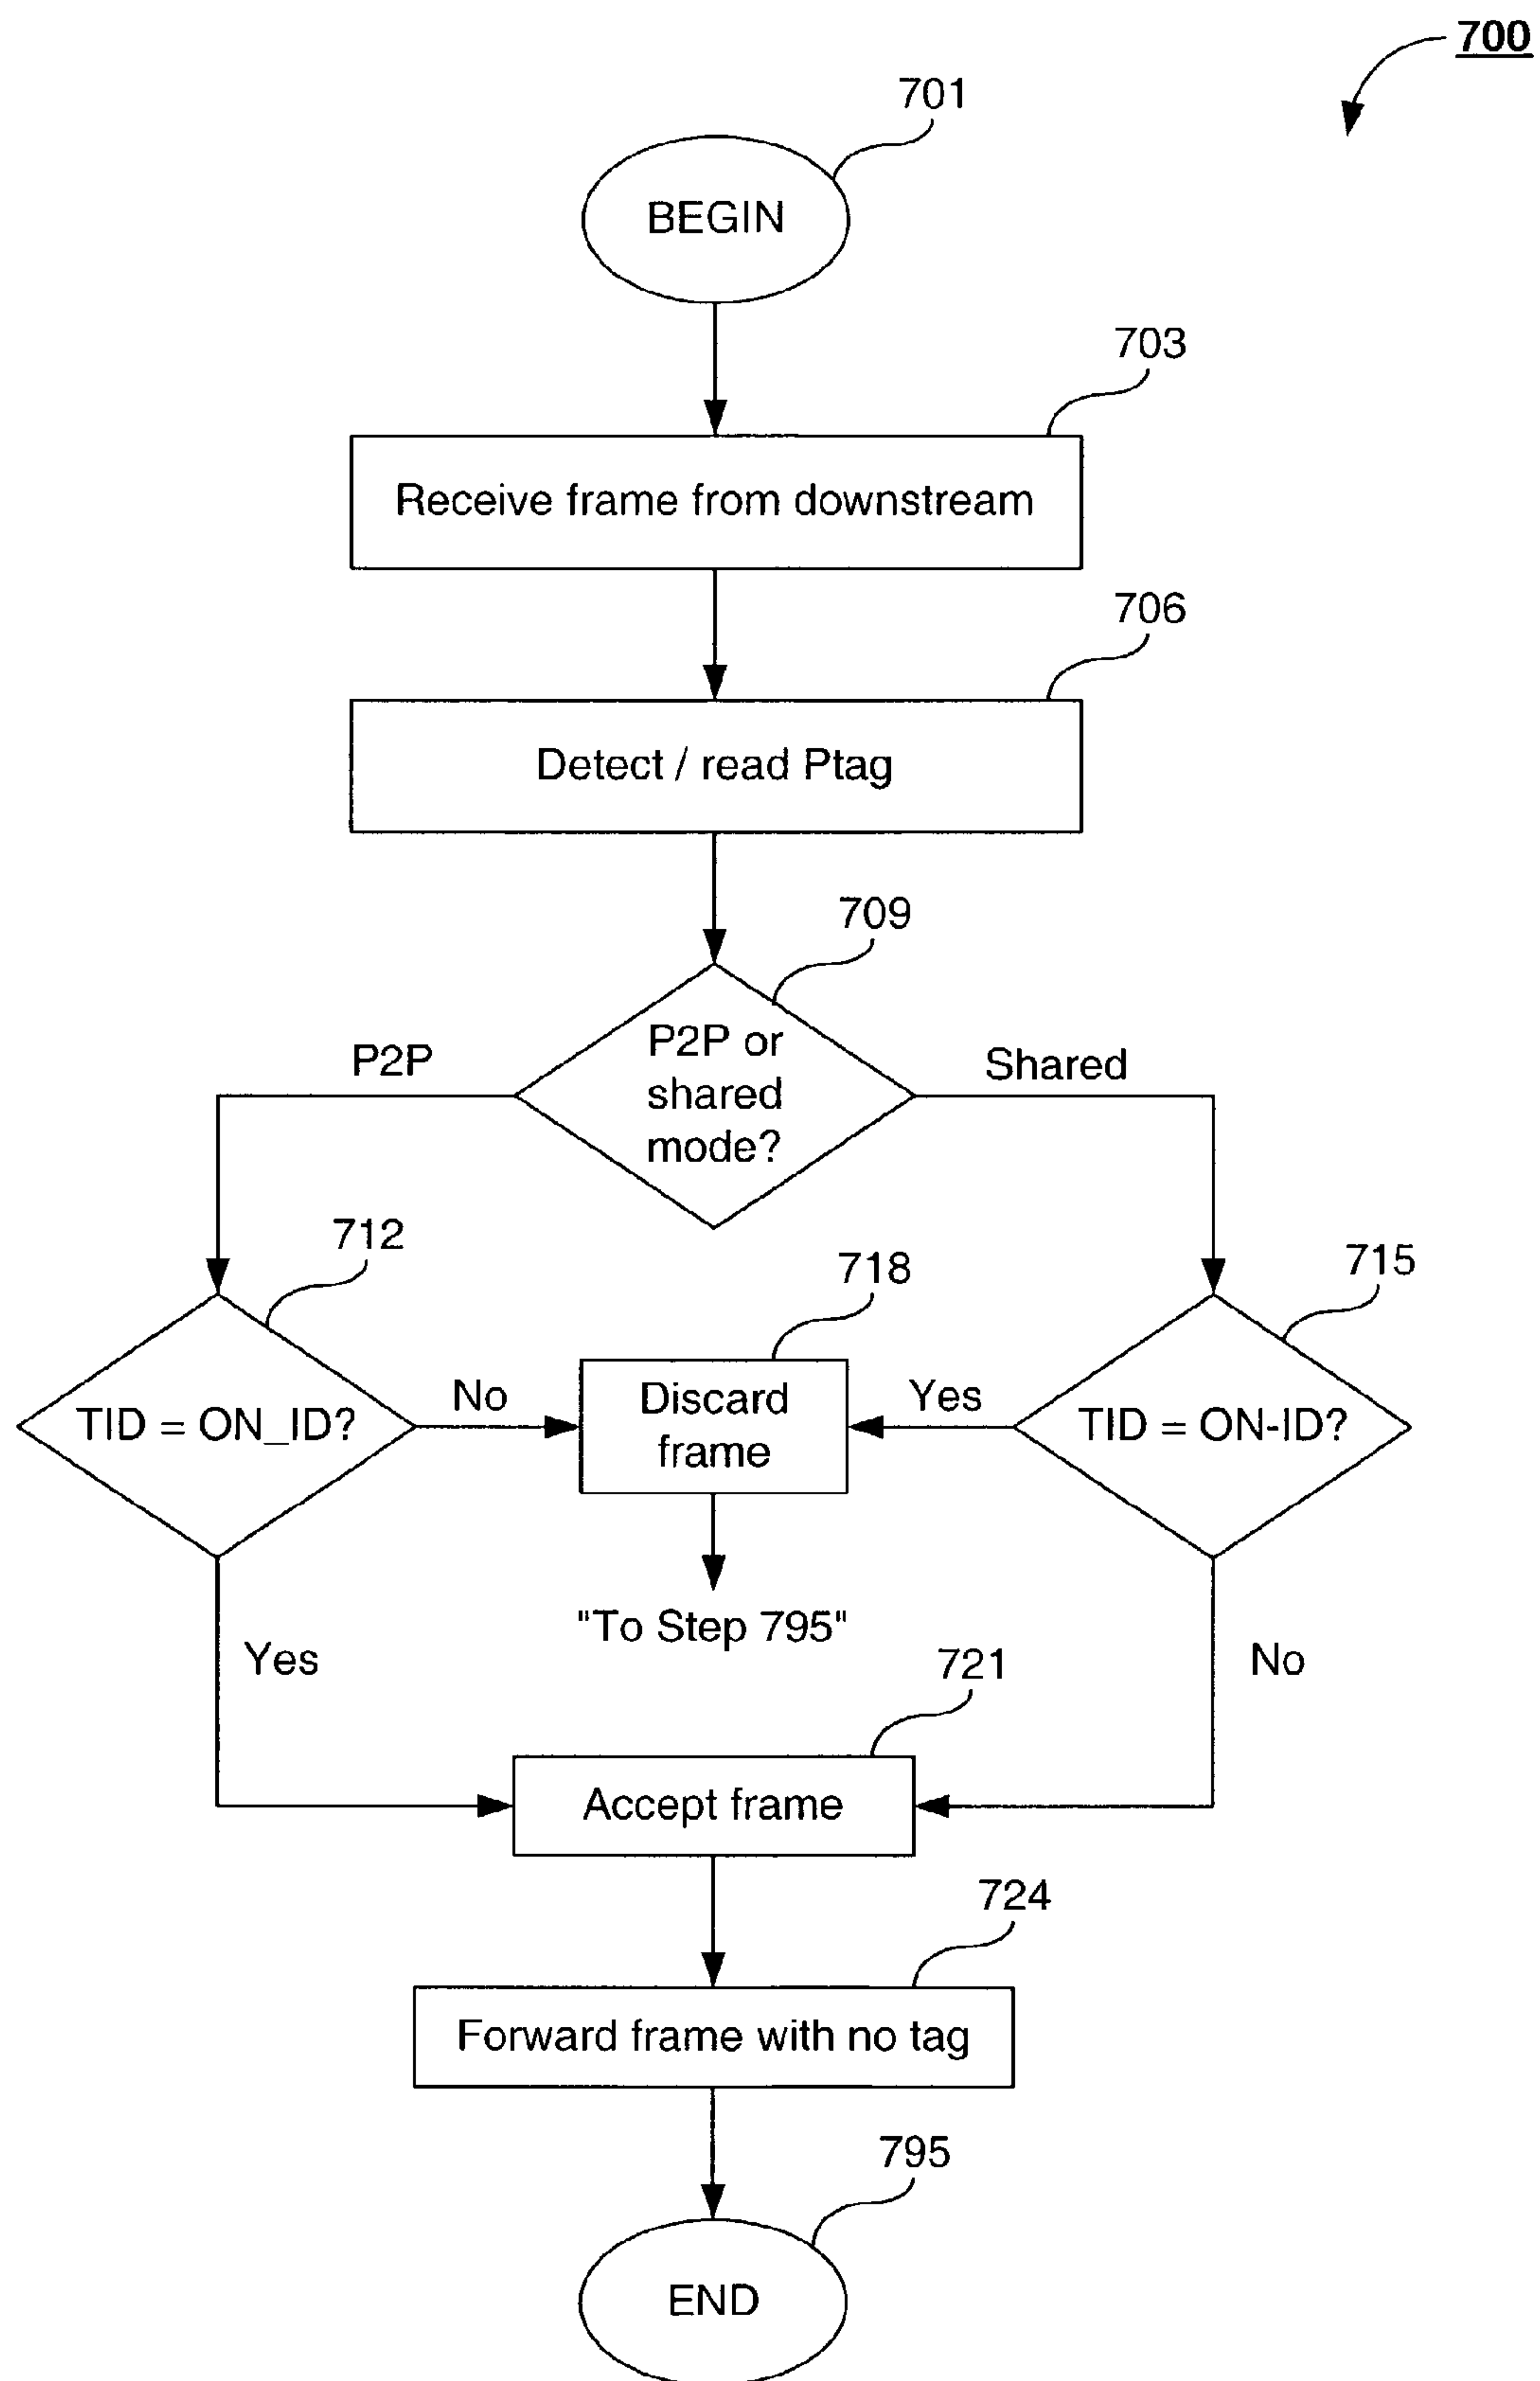 700
701
BEGIN
703
Receive frame from downstream
706
Detect / read Ptag
709
P2P or
shared
mode?
P2P
Shared
712
718
715
TID = ON_ID?
No
Discard
frame
Yes
TID = ON-ID?
"To Step 795"
Yes
No
721
Accept frame
724
Forward frame with no tag
795
END